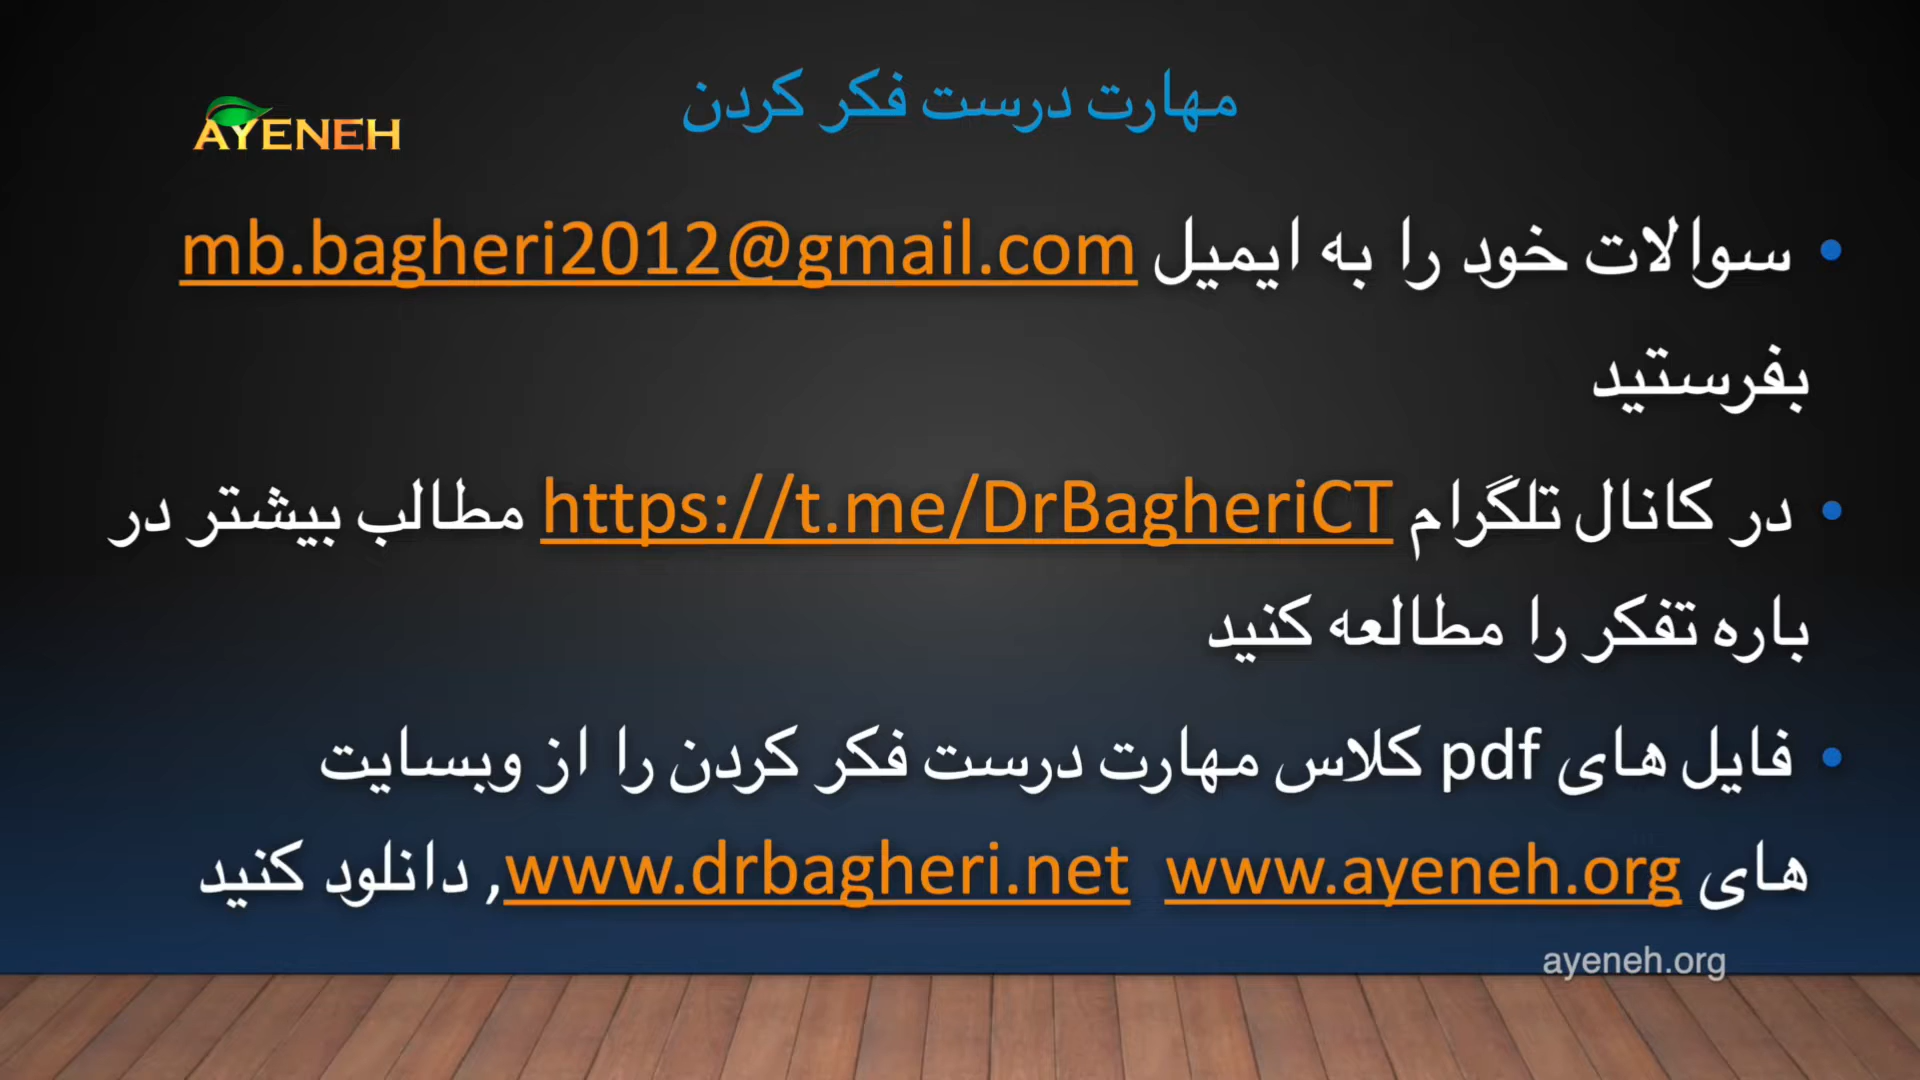 مهارت درست فکر کردن
AYENEH
• سوالات خود را به ایمیل mb.bagheri2012@gmail.com
بفرستید
• در کانال تلگرام https://t.me/DrBagheriCT مطالب بیشتر در
باره تفکر را مطالعه کنید
• فایل های pdf کلاس مهارت درست فکر کردن را از وبسایت
های www.ayeneh.org www.drbagheri.net, دانلود کنید
ayeneh.org